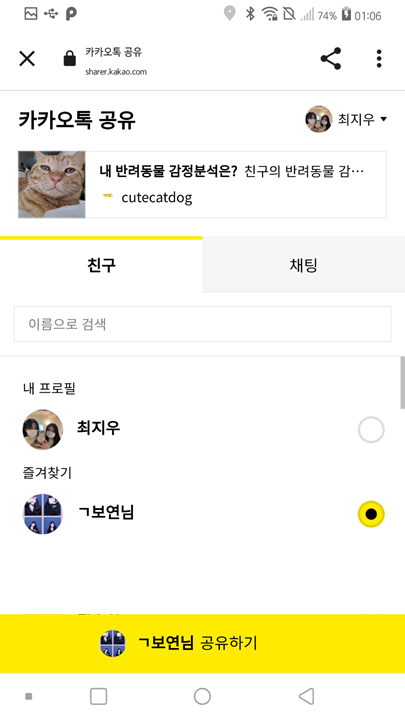 74% 01:06
카카오톡 공유
sharer.kakao.com
카카오톡 공유
최지우
내 반려동물 감정분석은? 친구의 반려동물 감…
cutecatdog
친구 채팅
이름으로 검색
내 프로필
최지우
즐겨찾기
ㄱ보연님
ㄱ보연님 공유하기